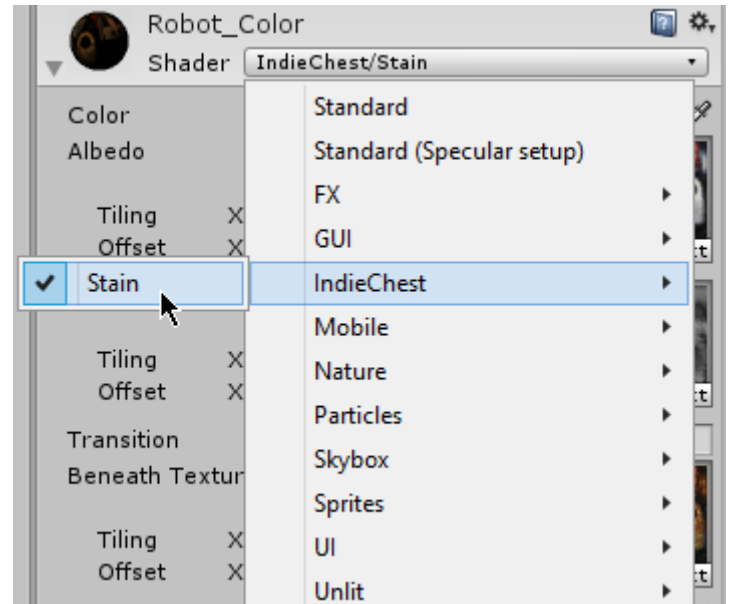 Robot_Color
Shader IndieChest/Stain
Color
Albedo
Tiling X
Offset X
Tiling X
Offset X
Transition
Beneath Textur
Tiling X
Offset X
Standard
Standard (Specular setup)
FX
GUI
Stain
IndieChest
Mobile
Nature
Particles
Skybox
Sprites
UI
Unlit